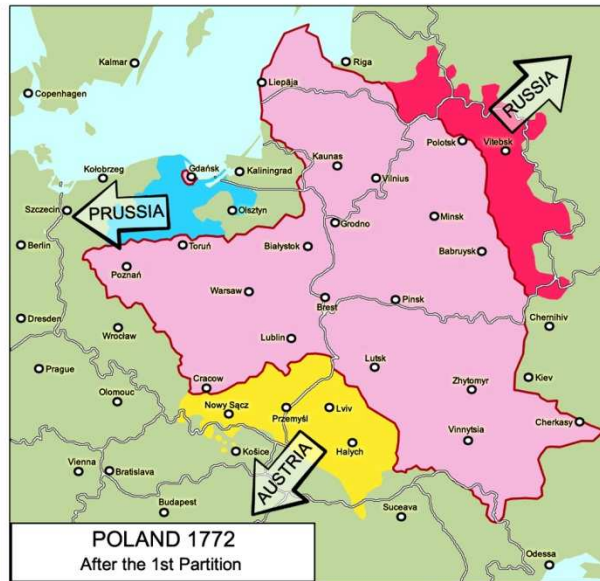 Kalmar
Riga
RUSSIA
Liepāja
Copenhagen
Polotsk
Vitebsk
Kaunas
Gdańsk
Kołobrzeg
Kaliningrad
Vilnius
Szczecin
PRUSSIA
Olsztyn
Minsk
Grodno
Berlin
Toruń
Białystok
Babruysk
Poznań
Warsaw
Brest
Pinsk
Dresden
Wrocław
Chernihiv
Lublin
Prague
Lutsk
Cracow
Zhytomyr
Kiev
Olomouc
Nowy Sącz
Przemyśl
Lviv
Cherkasy
Vinnytsia
Košice
Halych
Vienna
Bratislava
AUSTRIA
Budapest
Suceava
POLAND 1772
After the 1st Partition
Odessa